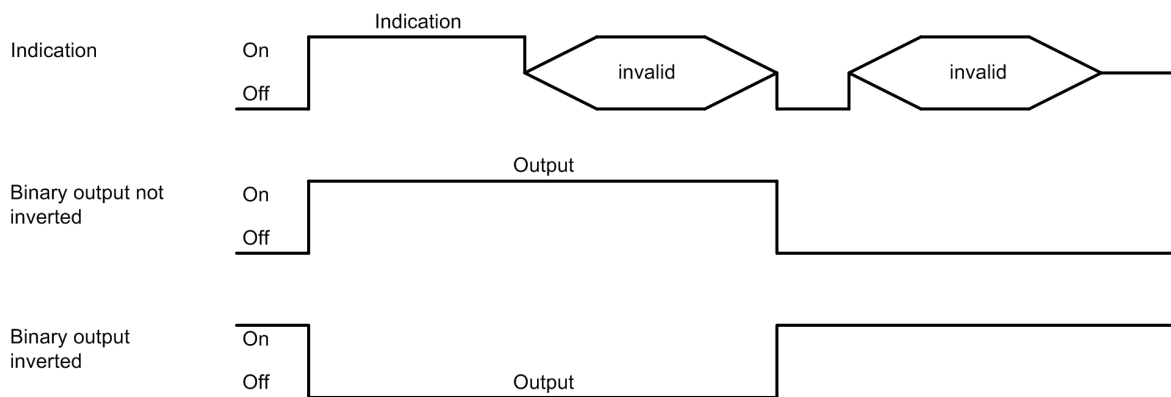 Indication
Indication
On
Off
invalid
invalid
Output
Binary output not
inverted
On
Off
Binary output
inverted
On
Off
Output